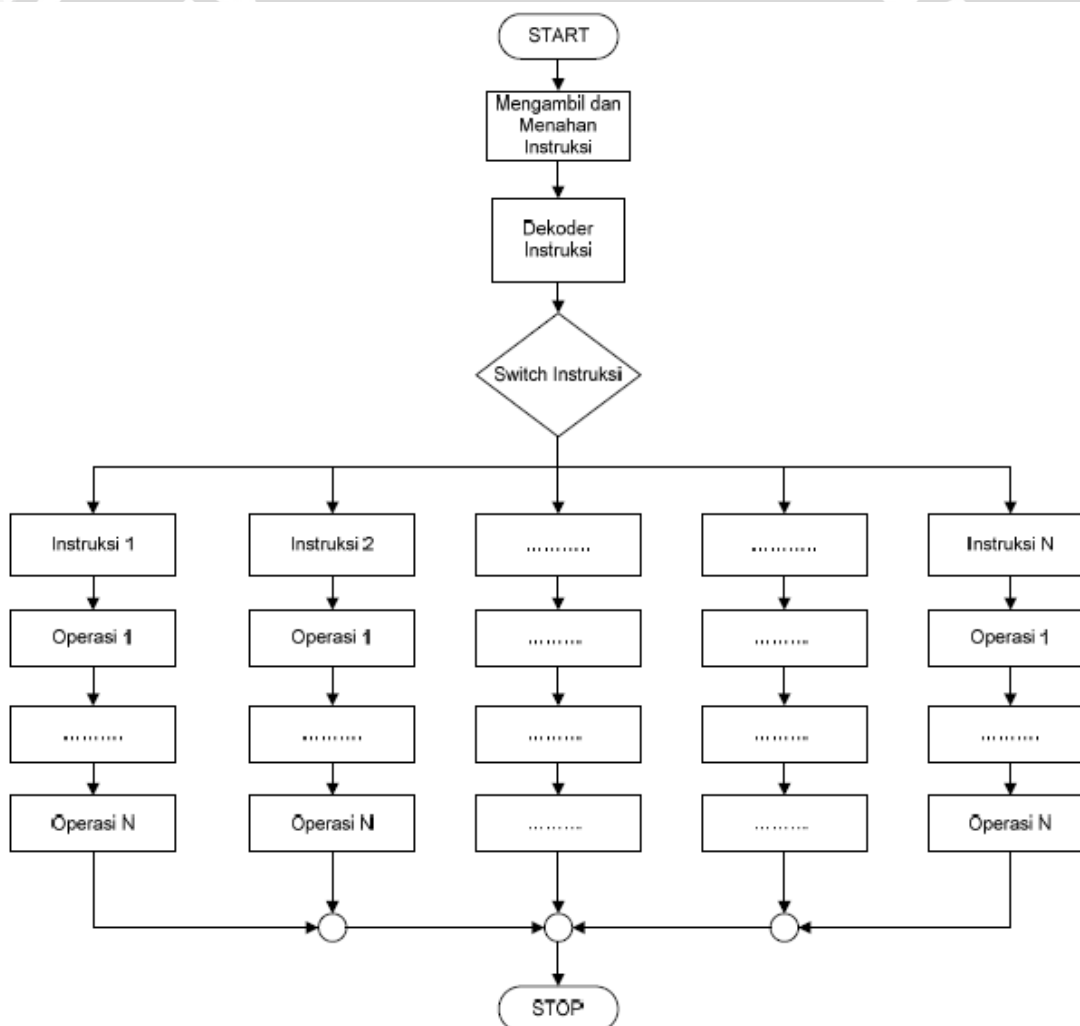 START
Mengambil dan
Menahan
Instruksi
Dekoder
Instruksi
Switch Instruksi
Instruksi 1
Instruksi 2
...........
...........
Instruksi N
Operasi 1
Operasi 1
..........
..........
Operasi 1
..........
..........
..........
..........
..........
Operasi N
Operasi N
..........
..........
Operasi N
STOP